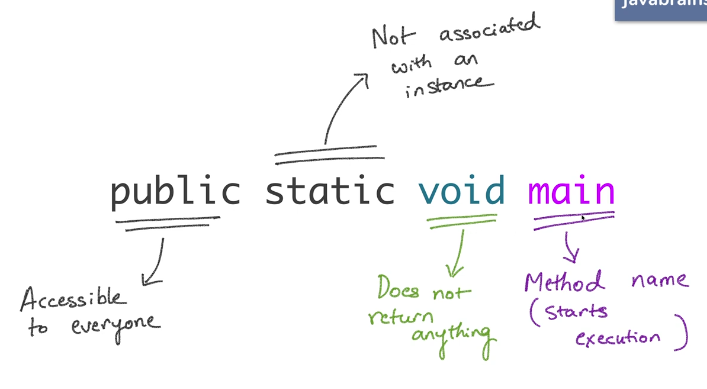 javabrains
Not associated
with an
instance
public static void main
Accessible
to everyone
Does not
return
anything
Method name
(starts
execution)